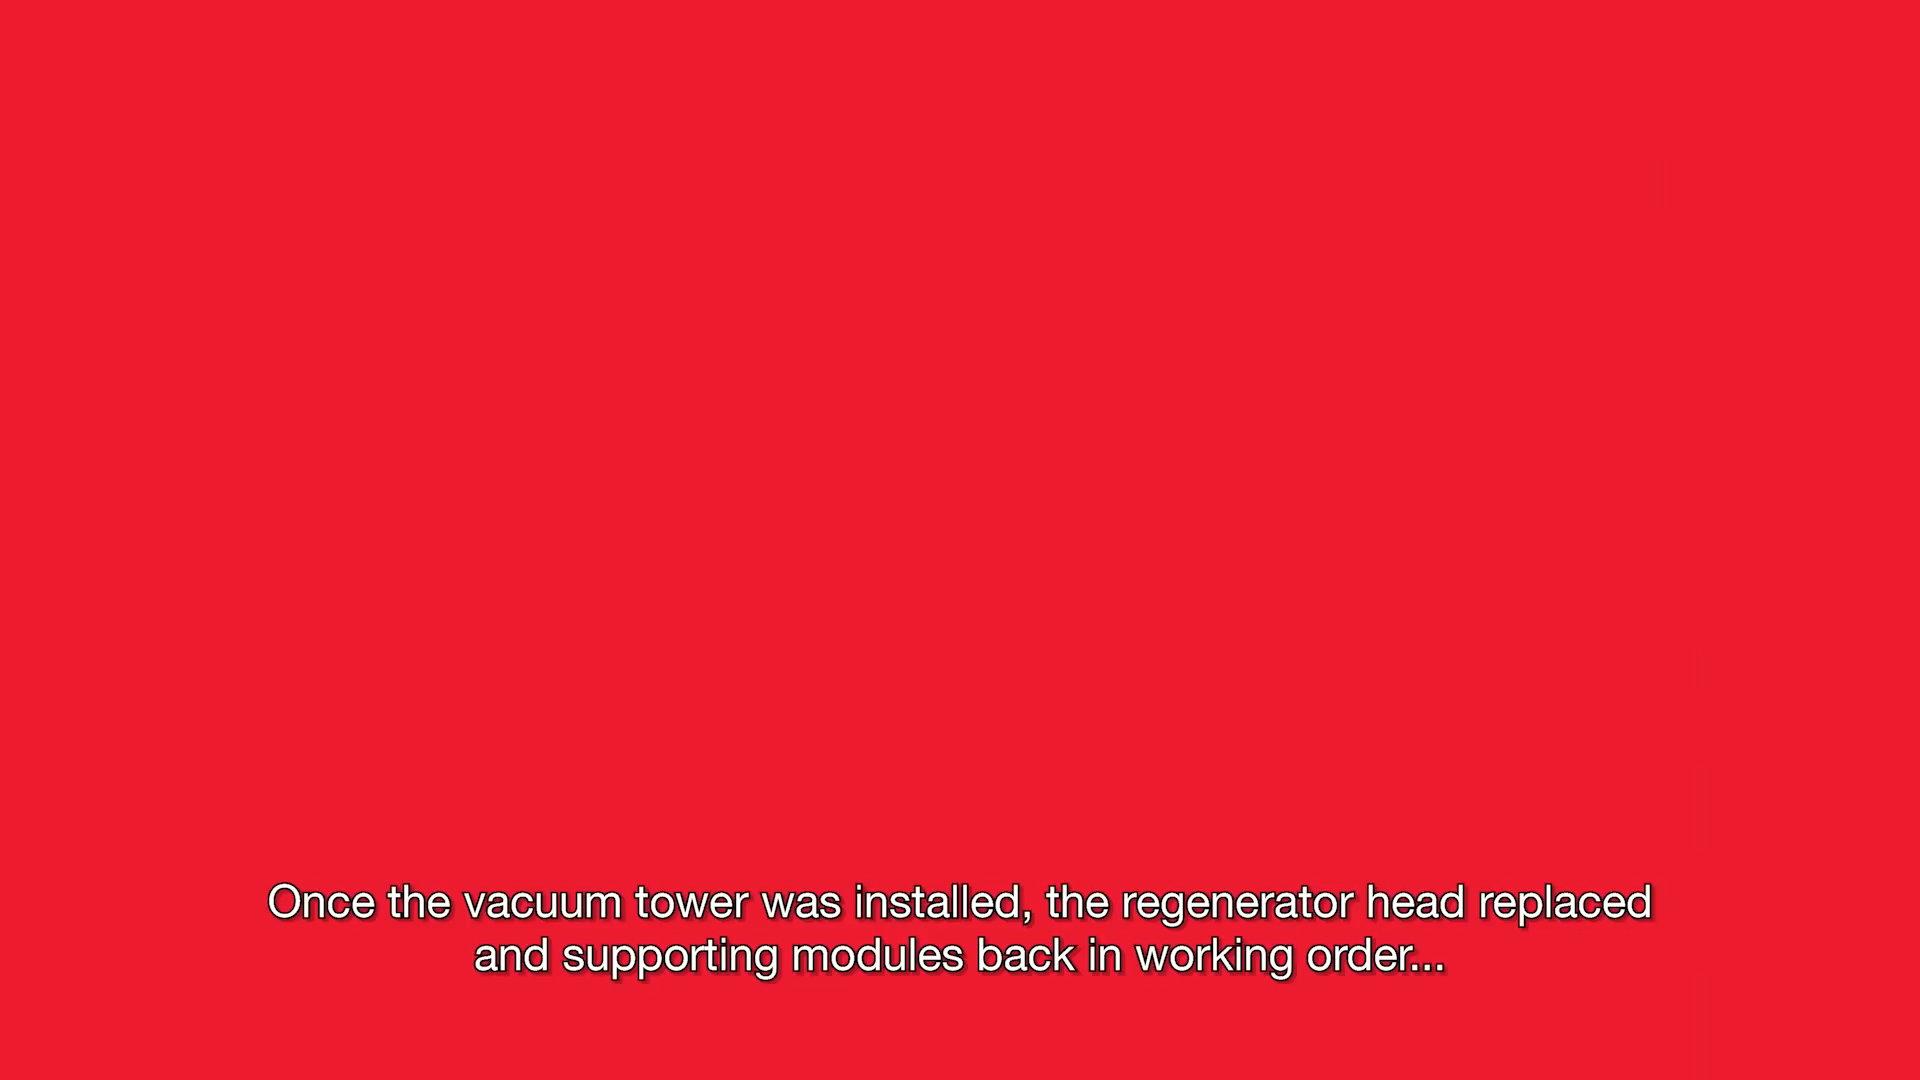 Once the vacuum tower was installed, the regenerator head replaced
and supporting modules back in working order...